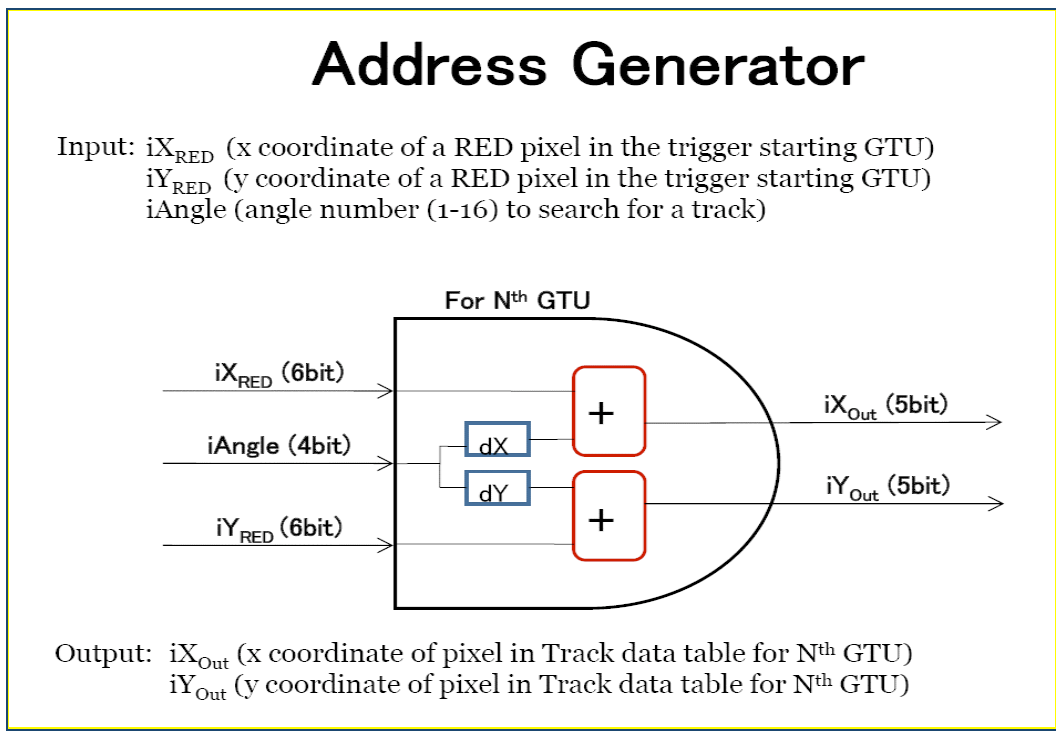 Address Generator
Input: iXRED (x coordinate of a RED pixel in the trigger starting GTU)
iYRED (y coordinate of a RED pixel in the trigger starting GTU)
iAngle (angle number (1-16) to search for a track)
For Nth GTU
iXRED (6bit)
iAngle (4bit)
iYRED (6bit)
dX
dY
+
+
iXOut (5bit)
iYOut (5bit)
Output: iXOut (x coordinate of pixel in Track data table for Nth GTU)
iYOut (y coordinate of pixel in Track data table for Nth GTU)